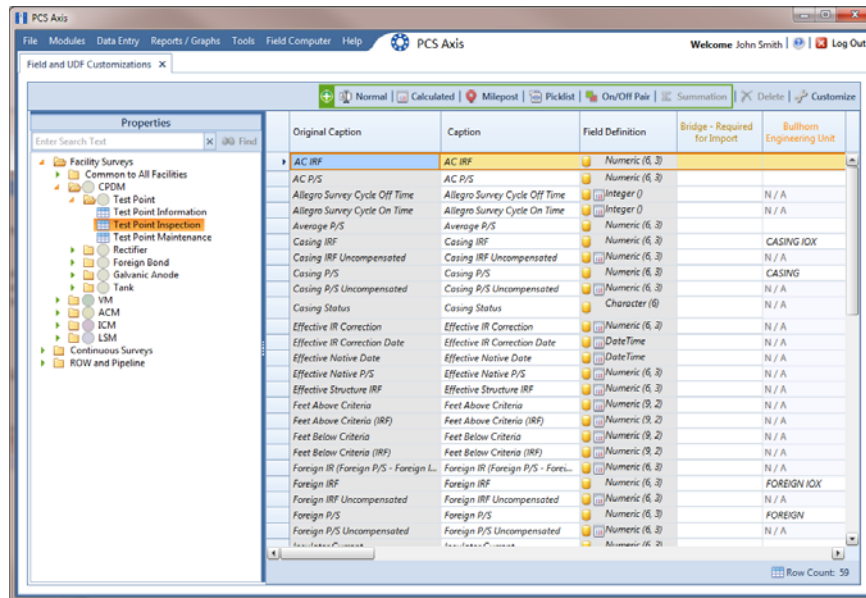 PCS Axis
File Modules Data Entry Reports / Graphs Tools Field Computer Help PCS Axis Welcome John Smith Log Out
Field and UDF Customizations X
Normal | Calculated | Milepost | Picklist | On/Off Pair | Summation | Delete | Customize
Properties
Enter Search Text Find
Facility Surveys
Common to All Facilities
CPDM
Test Point
Test Point Information
Test Point Inspection
Test Point Maintenance
Rectifier
Foreign Bond
Galvanic Anode
Tank
VM
ACM
ICM
LSM
Continuous Surveys
ROW and Pipeline
Original Caption Caption Field Definition Bridge - Required for Import Bullhorn Engineering Unit
AC IRF AC IRF Numeric (6, 3)
AC P/S AC P/S Numeric (6, 3)
Allegro Survey Cycle Off Time Allegro Survey Cycle Off Time Integer () N / A
Allegro Survey Cycle On Time Allegro Survey Cycle On Time Integer () N / A
Average P/S Average P/S Numeric (6, 3)
Casing IRF Casing IRF Numeric (6, 3) CASING IOX
Casing IRF Uncompensated Casing IRF Uncompensated Numeric (6, 3) N / A
Casing P/S Casing P/S Numeric (6, 3) CASING
Casing P/S Uncompensated Casing P/S Uncompensated Numeric (6, 3) N / A
Casing Status Casing Status Character (6) N / A
Effective IR Correction Effective IR Correction Numeric (6, 3) N / A
Effective IR Correction Date Effective IR Correction Date DateTime N / A
Effective Native Date Effective Native Date DateTime N / A
Effective Native P/S Effective Native P/S Numeric (6, 3) N / A
Effective Structure IRF Effective Structure IRF Numeric (6, 3) N / A
Feet Above Criteria Feet Above Criteria Numeric (9, 2) N / A
Feet Above Criteria (IRF) Feet Above Criteria (IRF) Numeric (9, 2) N / A
Feet Below Criteria Feet Below Criteria Numeric (9, 2) N / A
Feet Below Criteria (IRF) Feet Below Criteria (IRF) Numeric (9, 2) N / A
Foreign IR (Foreign P/S - Foreign I... Foreign IR (Foreign P/S - Forei... Numeric (6, 3) N / A
Foreign IRF Foreign IRF Numeric (6, 3) FOREIGN IOX
Foreign IRF Uncompensated Foreign IRF Uncompensated Numeric (6, 3) N / A
Foreign P/S Foreign P/S Numeric (6, 3) FOREIGN
Foreign P/S Uncompensated Foreign P/S Uncompensated Numeric (6, 3) N / A
Row Count: 59